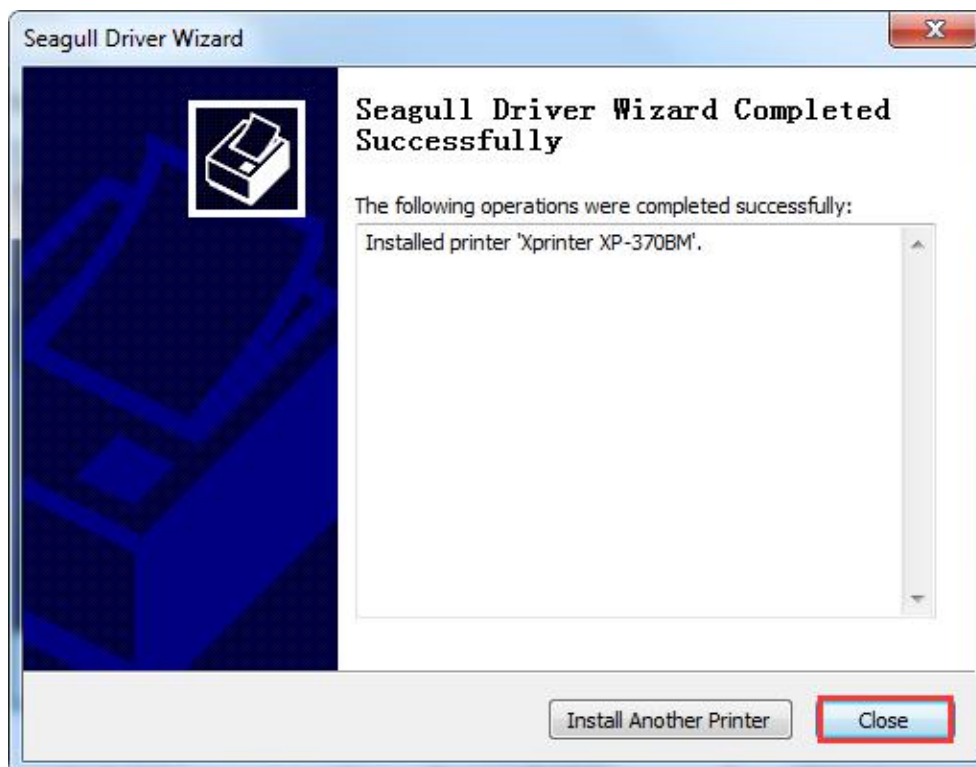 Seagull Driver Wizard
Seagull Driver Wizard Completed
Successfully
The following operations were completed successfully:
Installed printer 'Xprinter XP-370BM'.
Install Another Printer
Close